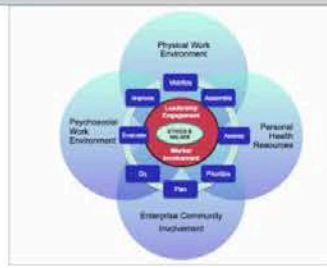 Physical Work
Environment
Mobilize
Improve
Assemble
Leadership
Engagement
Psychosocial
Work
Environment
Evaluate
ETHICS &
VALUES
Assess
Personal
Health
Resources
Worker
Involvement
Do
Prioritize
Plan
Enterprise Community
Involvement